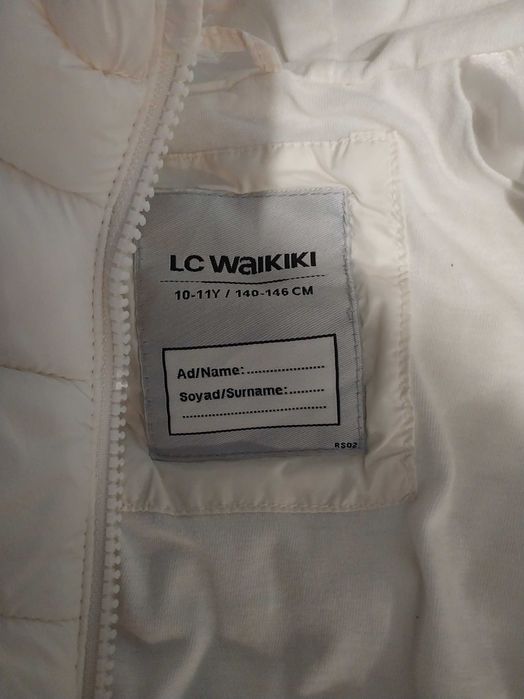 LC WaiKIKI
10-11Y / 140-146 CM
Ad/Name:......................
Soyad/Surname:.........
.......................................
RS02